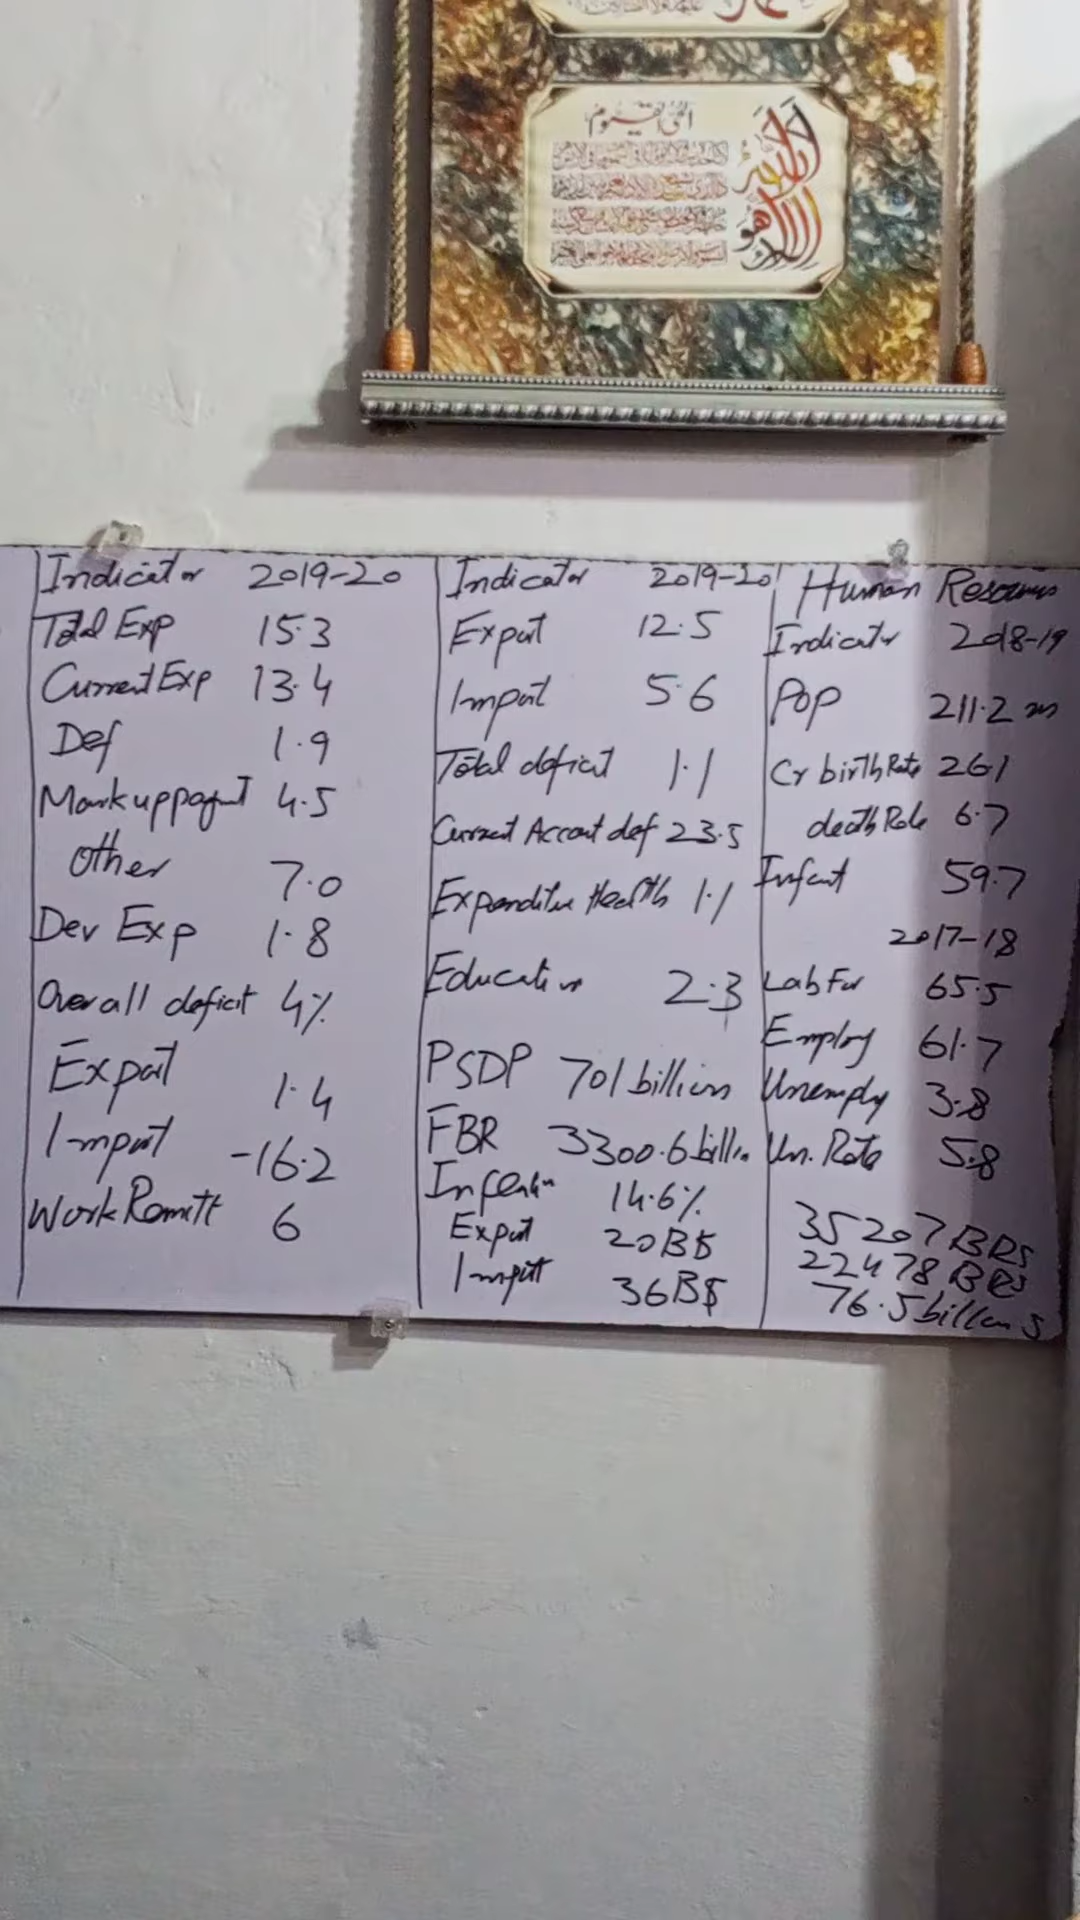 الحي القيوم
Indicator 2019-20
Total Exp 15.3
Current Exp 13.4
Def 1.9
Markup paymt 4.5
Other 7.0
Dev Exp 1.8
Overall deficit 4%
Export 1.4
Import -16.2
Work Remitt 6
Indicator 2019-20
Export 12.5
Import 5.6
Total deficit 1.1
Current Account def 23.5
Expenditure Health 1.1
Education 2.3
PSDP 701 billion
FBR 3300.6 billion
Inflation 14.6%
Export 20B$
Import 36B$
Human Resources
Indicator 2018-19
Pop 211.2 m
Cr birth Rate 26.1
death Rate 6.7
Infant 59.7
2017-18
Lab For 65.5
Employ 61.7
Unemply 3.8
Un. Rate 5.8
35207 B RS
22478 B RS
76.5 billion $